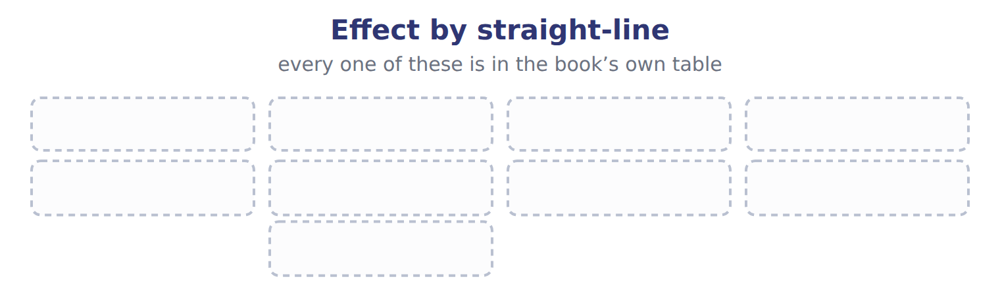 Effect by straight-line
every one of these is in the book’s own table